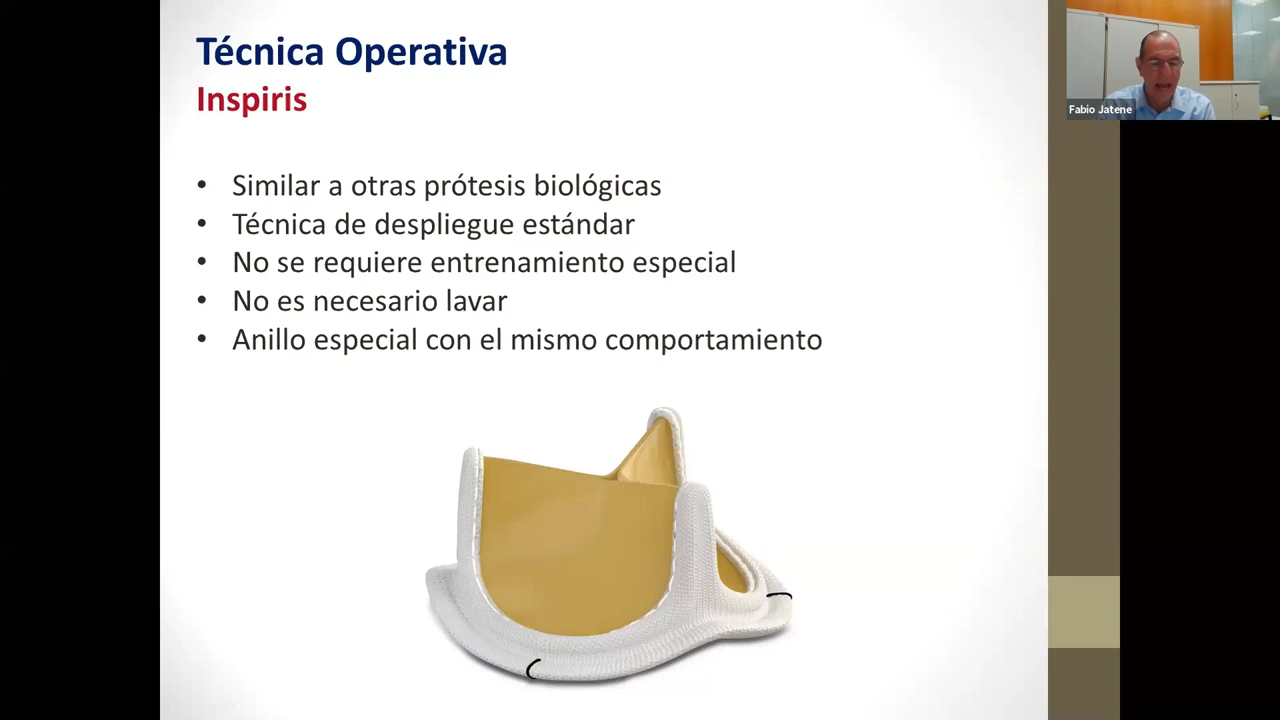 Técnica Operativa
Inspiris
• Similar a otras prótesis biológicas
• Técnica de despliegue estándar
• No se requiere entrenamiento especial
• No es necesario lavar
• Anillo especial con el mismo comportamiento
Fabio Jatene